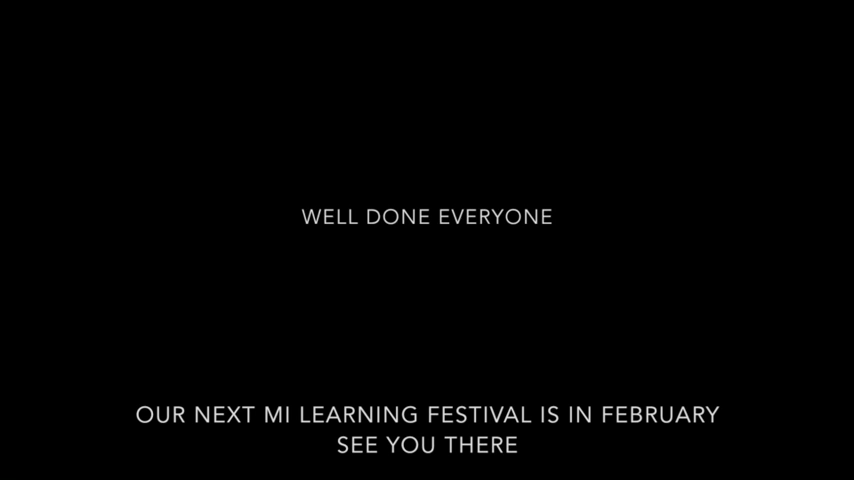 WELL DONE EVERYONE
OUR NEXT MI LEARNING FESTIVAL IS IN FEBRUARY
SEE YOU THERE